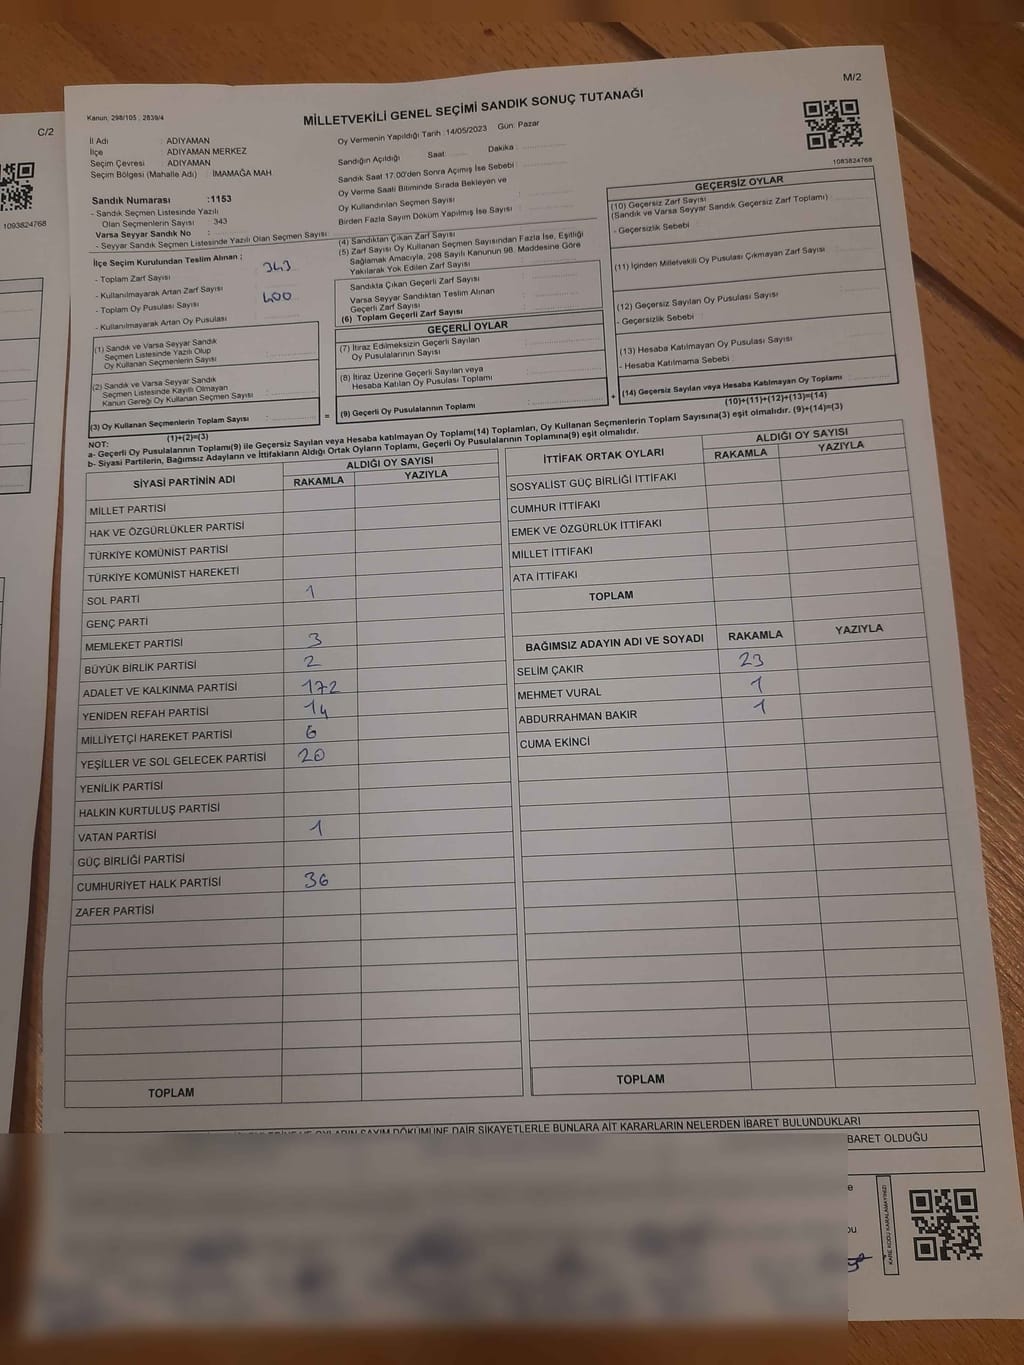 C/2
1093824768
M/2
Kanun, 298/105 , 2839/4
MİLLETVEKİLİ GENEL SEÇİMİ SANDIK SONUÇ TUTANAĞI
1083824768
İl Adı : ADIYAMAN
İlçe : ADIYAMAN MERKEZ
Seçim Çevresi : ADIYAMAN
Seçim Bölgesi (Mahalle Adı) : İMAMAĞA MAH.
Oy Vermenin Yapıldığı Tarih : 14/05/2023 Gün: Pazar
Sandığın Açıldığı Saat Dakika :
Sandık Saat 17:00'den Sonra Açımış İse Sebebi :
Oy Verme Saati Bitiminde Sırada Bekleyen ve
Oy Kullandırılan Seçmen Sayısı
Birden Fazla Sayım Döküm Yapılmış İse Sayısı :
Sandık Numarası :1153
- Sandık Seçmen Listesinde Yazılı
Olan Seçmenlerin Sayısı : 343
Varsa Seyyar Sandık No :
- Seyyar Sandık Seçmen Listesinde Yazılı Olan Seçmen Sayısı:
İlçe Seçim Kurulundan Teslim Alınan ;
- Toplam Zarf Sayısı 343
- Kullanılmayarak Artan Zarf Sayısı
- Toplam Oy Pusulası Sayısı 400
- Kullanılmayarak Artan Oy Pusulası
(1) Sandık ve Varsa Seyyar Sandık
Seçmen Listesinde Yazılı Olup
Oy Kullanan Seçmenlerin Sayısı
(2) Sandık ve Varsa Seyyar Sandık
Seçmen Listesinde Kayıtlı Olmayan
Kanun Gereği Oy Kullanan Seçmen Sayısı
(3) Oy Kullanan Seçmenlerin Toplam Sayısı
(1)+(2)=(3)
(4) Sandıktan Çıkan Zarf Sayısı
(5) Zarf Sayısı Oy Kullanan Seçmen Sayısından Fazla İse, Eşitliği
Sağlamak Amacıyla, 298 Sayılı Kanunun 98. Maddesine Göre
Yakılarak Yok Edilen Zarf Sayısı
Sandıkta Çıkan Geçerli Zarf Sayısı
Varsa Seyyar Sandıktan Teslim Alınan
Geçerli Zarf Sayısı
(6) Toplam Geçerli Zarf Sayısı
GEÇERLİ OYLAR
(7) İtiraz Edilmeksizin Geçerli Sayılan
Oy Pusulalarının Sayısı
(8) İtiraz Üzerine Geçerli Sayılan veya
Hesaba Katılan Oy Pusulası Toplamı
= (9) Geçerli Oy Pusulalarının Toplamı
GEÇERSİZ OYLAR
(10) Geçersiz Zarf Sayısı
(Sandık ve Varsa Seyyar Sandık Geçersiz Zarf Toplamı) :
- Geçersizlik Sebebi :
(11) İçinden Milletvekili Oy Pusulası Çıkmayan Zarf Sayısı
(12) Geçersiz Sayılan Oy Pusulası Sayısı :
- Geçersizlik Sebebi :
(13) Hesaba Katılmayan Oy Pusulası Sayısı
- Hesaba Katılmama Sebebi :
+ (14) Geçersiz Sayılan veya Hesaba Katılmayan Oy Toplamı
(10)+(11)+(12)+(13)=(14)
NOT:
a- Geçerli Oy Pusulalarının Toplamı(9) ile Geçersiz Sayılan veya Hesaba katılmayan Oy Toplamı(14) Toplamları, Oy Kullanan Seçmenlerin Toplam Sayısına(3) eşit olmalıdır. (9)+(14)=(3)
b- Siyasi Partilerin, Bağımsız Adayların ve İttifakların Aldığı Ortak Oyların Toplamı, Geçerli Oy Pusulalarının Toplamına(9) eşit olmalıdır.
SİYASİ PARTİNİN ADI
ALDIĞI OY SAYISI
RAKAMLA YAZIYLA
MİLLET PARTİSİ
HAK VE ÖZGÜRLÜKLER PARTİSİ
TÜRKİYE KOMÜNİST PARTİSİ
TÜRKİYE KOMÜNİST HAREKETİ
SOL PARTİ 1
GENÇ PARTİ
MEMLEKET PARTİSİ 3
BÜYÜK BİRLİK PARTİSİ 2
ADALET VE KALKINMA PARTİSİ 172
YENİDEN REFAH PARTİSİ 14
MİLLİYETÇİ HAREKET PARTİSİ 6
YEŞİLLER VE SOL GELECEK PARTİSİ 20
YENİLİK PARTİSİ
HALKIN KURTULUŞ PARTİSİ
VATAN PARTİSİ 1
GÜÇ BİRLİĞİ PARTİSİ
CUMHURİYET HALK PARTİSİ 36
ZAFER PARTİSİ
TOPLAM
İTTİFAK ORTAK OYLARI
ALDIĞI OY SAYISI
RAKAMLA YAZIYLA
SOSYALİST GÜÇ BİRLİĞİ İTTİFAKI
CUMHUR İTTİFAKI
EMEK VE ÖZGÜRLÜK İTTİFAKI
MİLLET İTTİFAKI
ATA İTTİFAKI
TOPLAM
BAĞIMSIZ ADAYIN ADI VE SOYADI RAKAMLA YAZIYLA
SELİM ÇAKIR 23
MEHMET VURAL 1
ABDURRAHMAN BAKIR 1
CUMA EKİNCİ
TOPLAM
OYLARIN SAYIM DÖKÜMÜNE DAİR ŞİKAYETLERLE BUNLARA AİT KARARLARIN NELERDEN İBARET BULUNDUKLARI
BARET OLDUĞU
KARE KODU KARALAMAYINIZ!